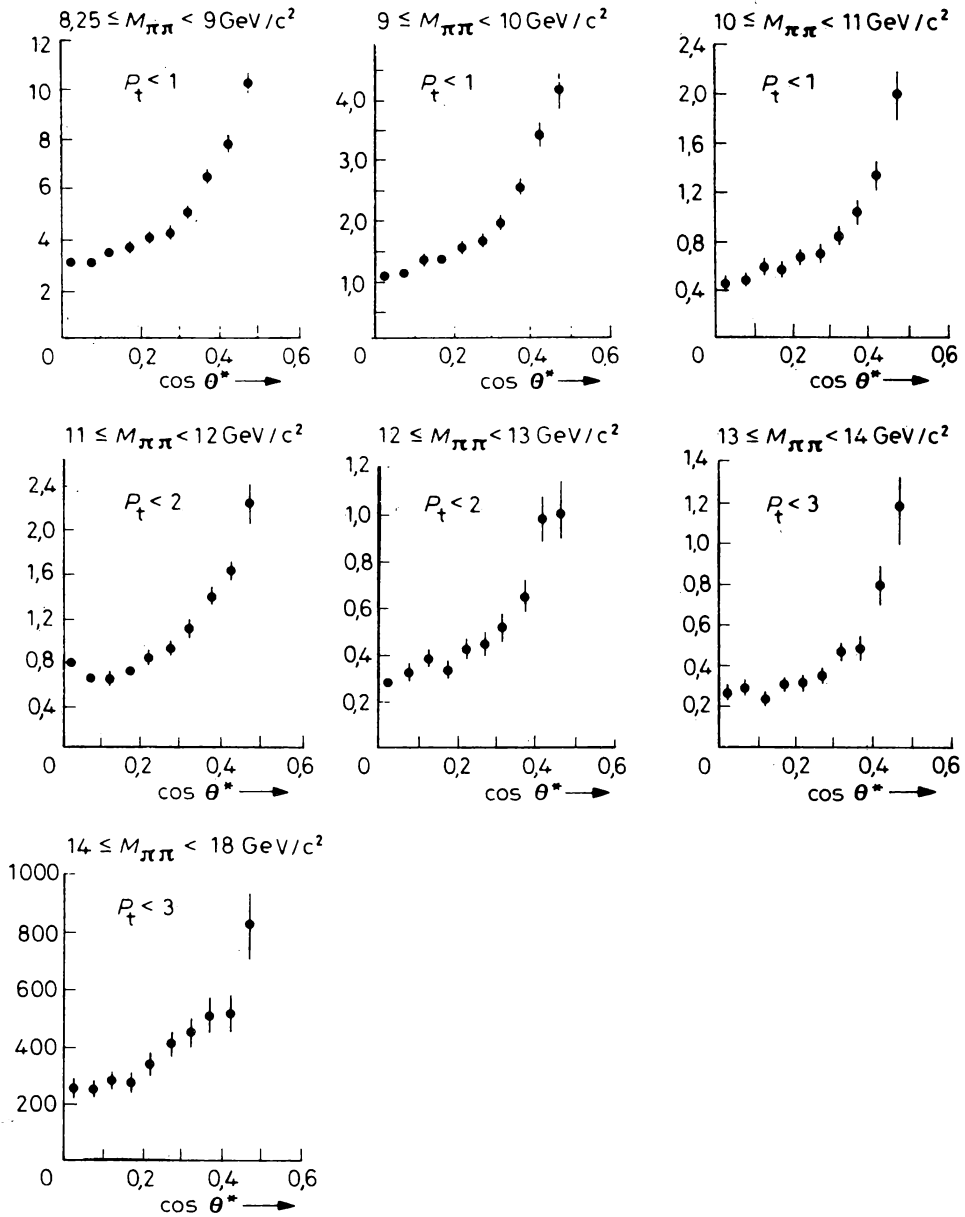 8,25 ≤ Mππ < 9 GeV/c²
12
10
8
6
4
2
0
Pt < 1
0,2 0,4 0,6
cos θ* →
9 ≤ Mππ < 10 GeV/c²
4,0
3,0
2,0
1,0
0
Pt < 1
0,2 0,4 0,6
cos θ* →
10 ≤ Mππ < 11 GeV/c²
2,4
2,0
1,6
1,2
0,8
0,4
0
Pt < 1
0,2 0,4 0,6
cos θ* →
11 ≤ Mππ < 12 GeV/c²
2,4
2,0
1,6
1,2
0,8
0,4
0
Pt < 2
0,2 0,4 0,6
cos θ* →
12 ≤ Mππ < 13 GeV/c²
1,2
1,0
0,8
0,6
0,4
0,2
0
Pt < 2
0,2 0,4 0,6
cos θ* →
13 ≤ Mππ < 14 GeV/c²
1,4
1,2
1,0
0,8
0,6
0,4
0,2
0
Pt < 3
0,2 0,4 0,6
cos θ* →
14 ≤ Mππ < 18 GeV/c²
1000
800
600
400
200
0
Pt < 3
0,2 0,4 0,6
cos θ* →